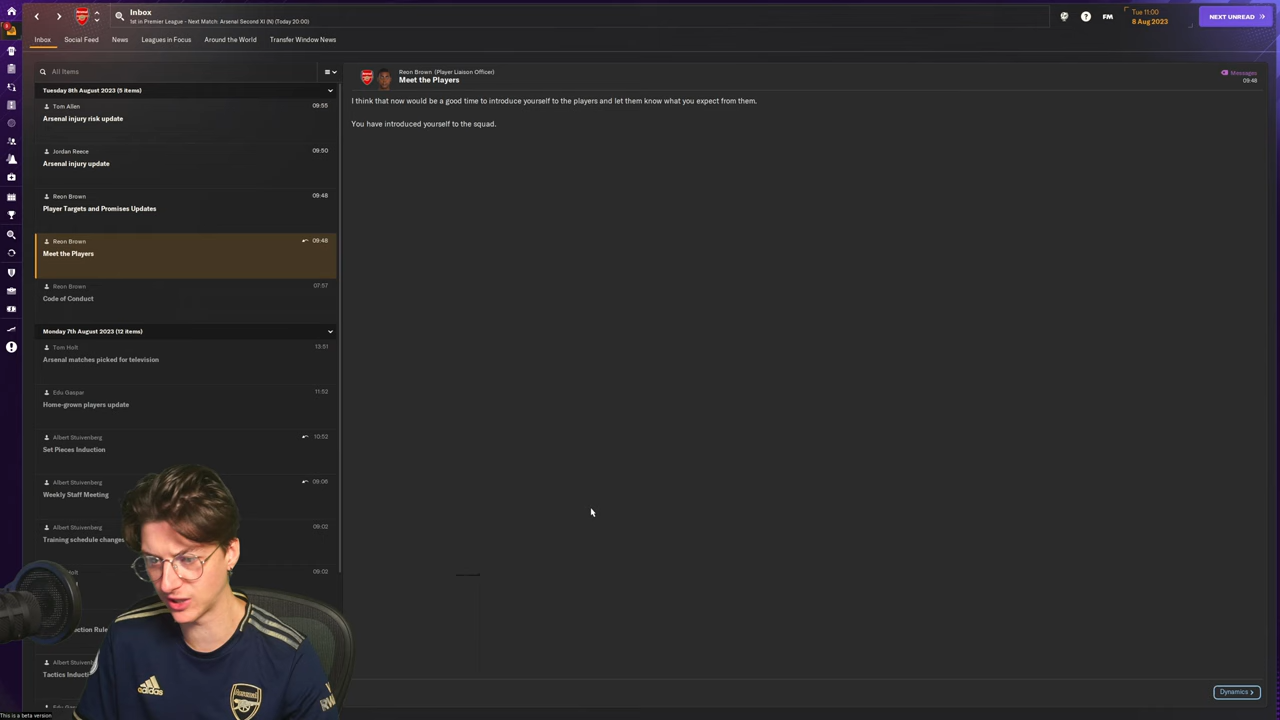 Inbox
1st in Premier League - Next Match: Arsenal Second XI (N) (Today 20:00)
FM
Tue 11:00
8 Aug 2023
NEXT UNREAD
Inbox
Social Feed
News
Leagues in Focus
Around the World
Transfer Window News
All Items
Tuesday 8th August 2023 (5 items)
Tom Allen
09:55
Arsenal injury risk update
Jordan Reece
09:50
Arsenal injury update
Reon Brown
09:48
Player Targets and Promises Updates
Reon Brown
09:48
Meet the Players
Reon Brown
07:57
Code of Conduct
Monday 7th August 2023 (12 items)
Tom Holt
13:51
Arsenal matches picked for television
Edu Gaspar
11:52
Home-grown players update
Albert Stuivenberg
10:52
Set Pieces Induction
Albert Stuivenberg
09:06
Weekly Staff Meeting
Albert Stuivenberg
09:02
Training schedule changes
09:02
Albert Stuivenb
Tactics Inducti
This is a beta version
Reon Brown (Player Liaison Officer)
Meet the Players
Messages
09:48
I think that now would be a good time to introduce yourself to the players and let them know what you expect from them.
You have introduced yourself to the squad.
Dynamics
adidas
Arsenal